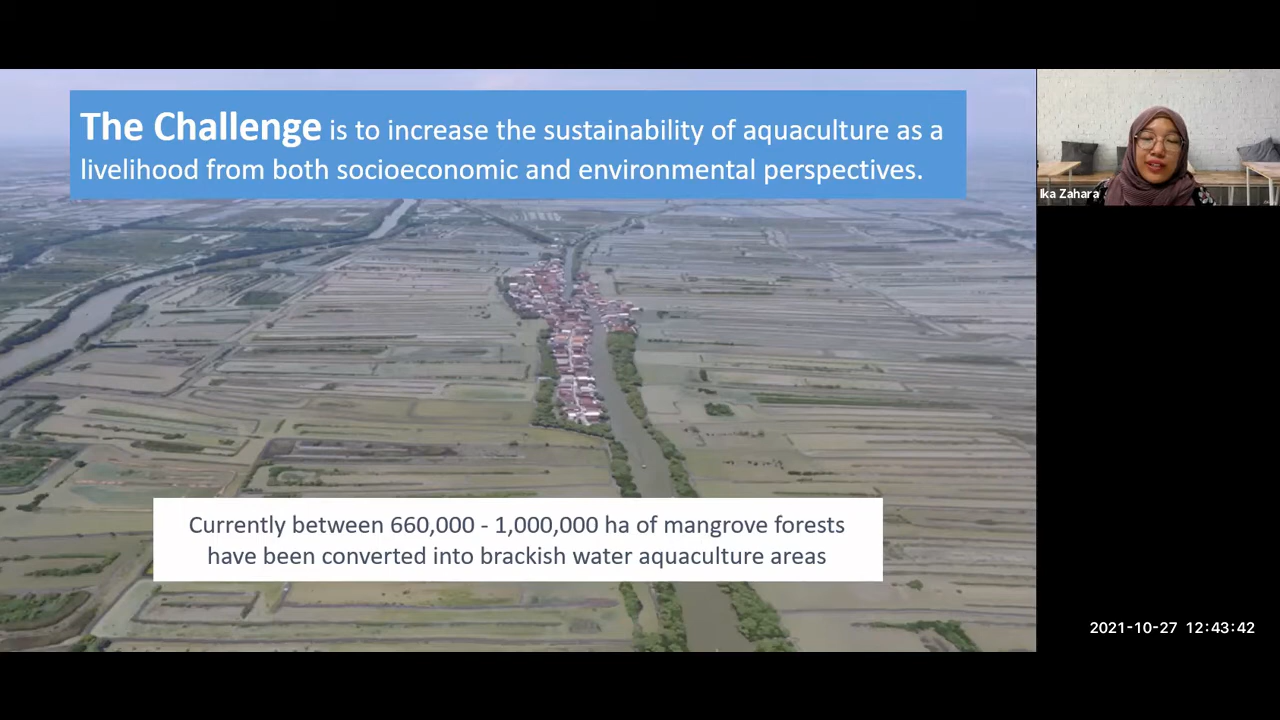 The Challenge is to increase the sustainability of aquaculture as a
livelihood from both socioeconomic and environmental perspectives.
Ika Zahara
Currently between 660,000 - 1,000,000 ha of mangrove forests
have been converted into brackish water aquaculture areas
2021-10-27 12:43:42